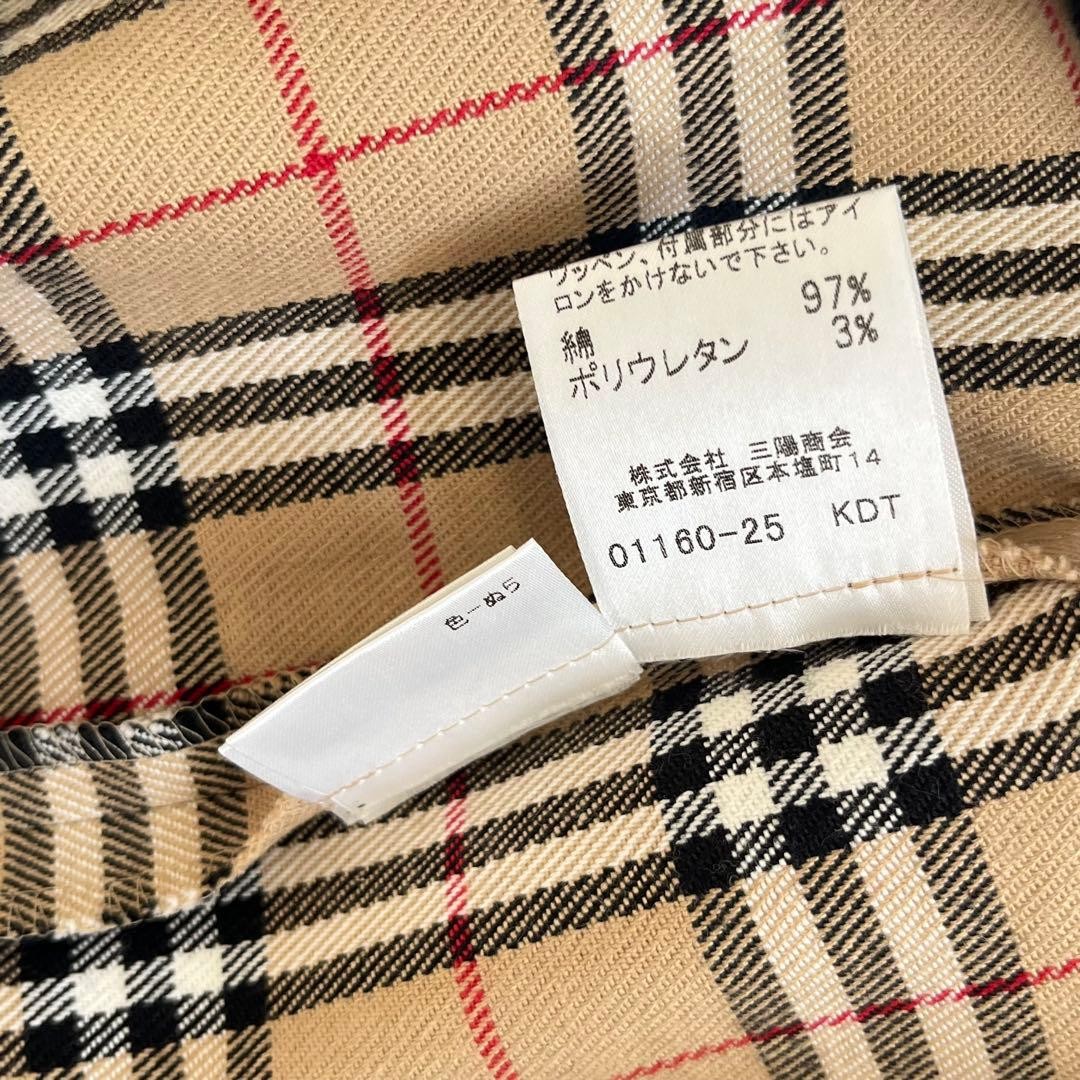 ワッペン、付属部分にはアイ
ロンをかけないで下さい。
綿 97%
ポリウレタン 3%
株式会社 三陽商会
東京都新宿区本塩町14
01160-25 KDT
色ーぬら